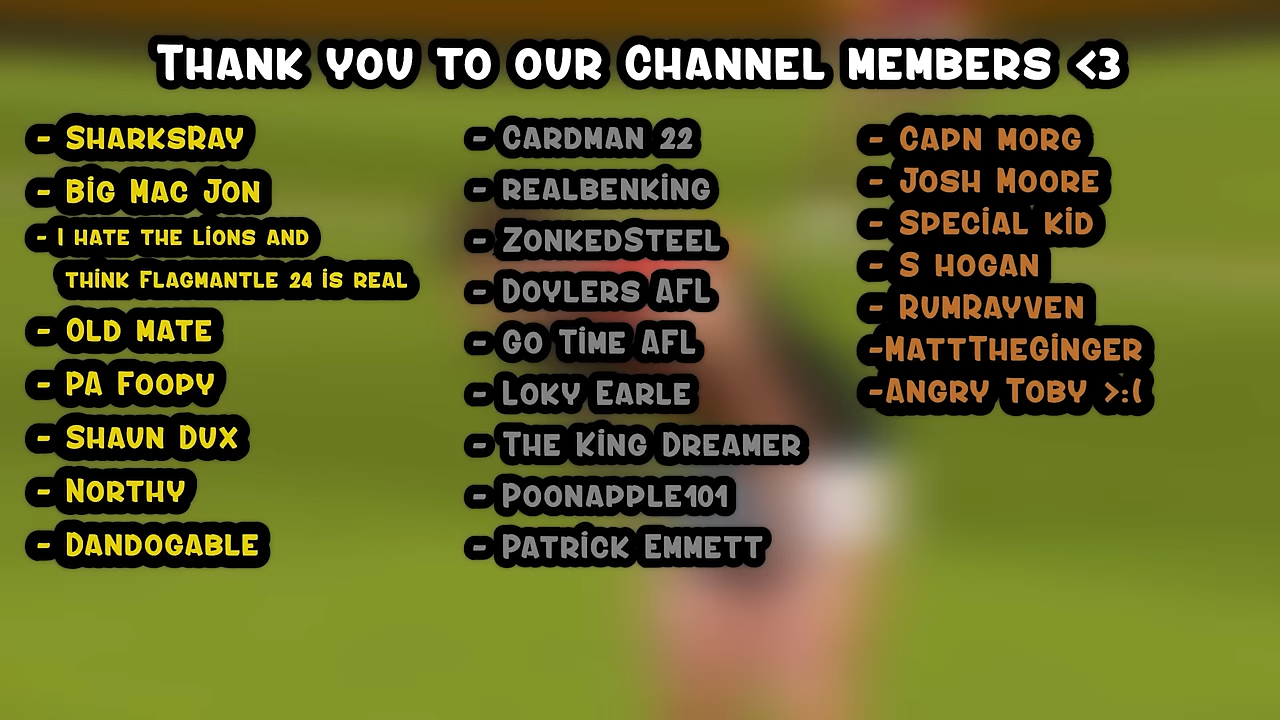 Thank you to our Channel members <3
- SharksRay
- Big Mac Jon
- I hate the lions and
think Flagmantle 24 is real
- Old mate
- PA Foopy
- Shaun Dux
- Northy
- Dandogable
- Cardman 22
- realbenking
- ZonkedSteel
- Doylers AFL
- Go Time AFL
- Loky Earle
- The King Dreamer
- Poonapple101
- Patrick Emmett
- Capn morg
- Josh Moore
- Special kid
- S hogan
- RumRayven
-MattTheGinger
-Angry Toby >:(